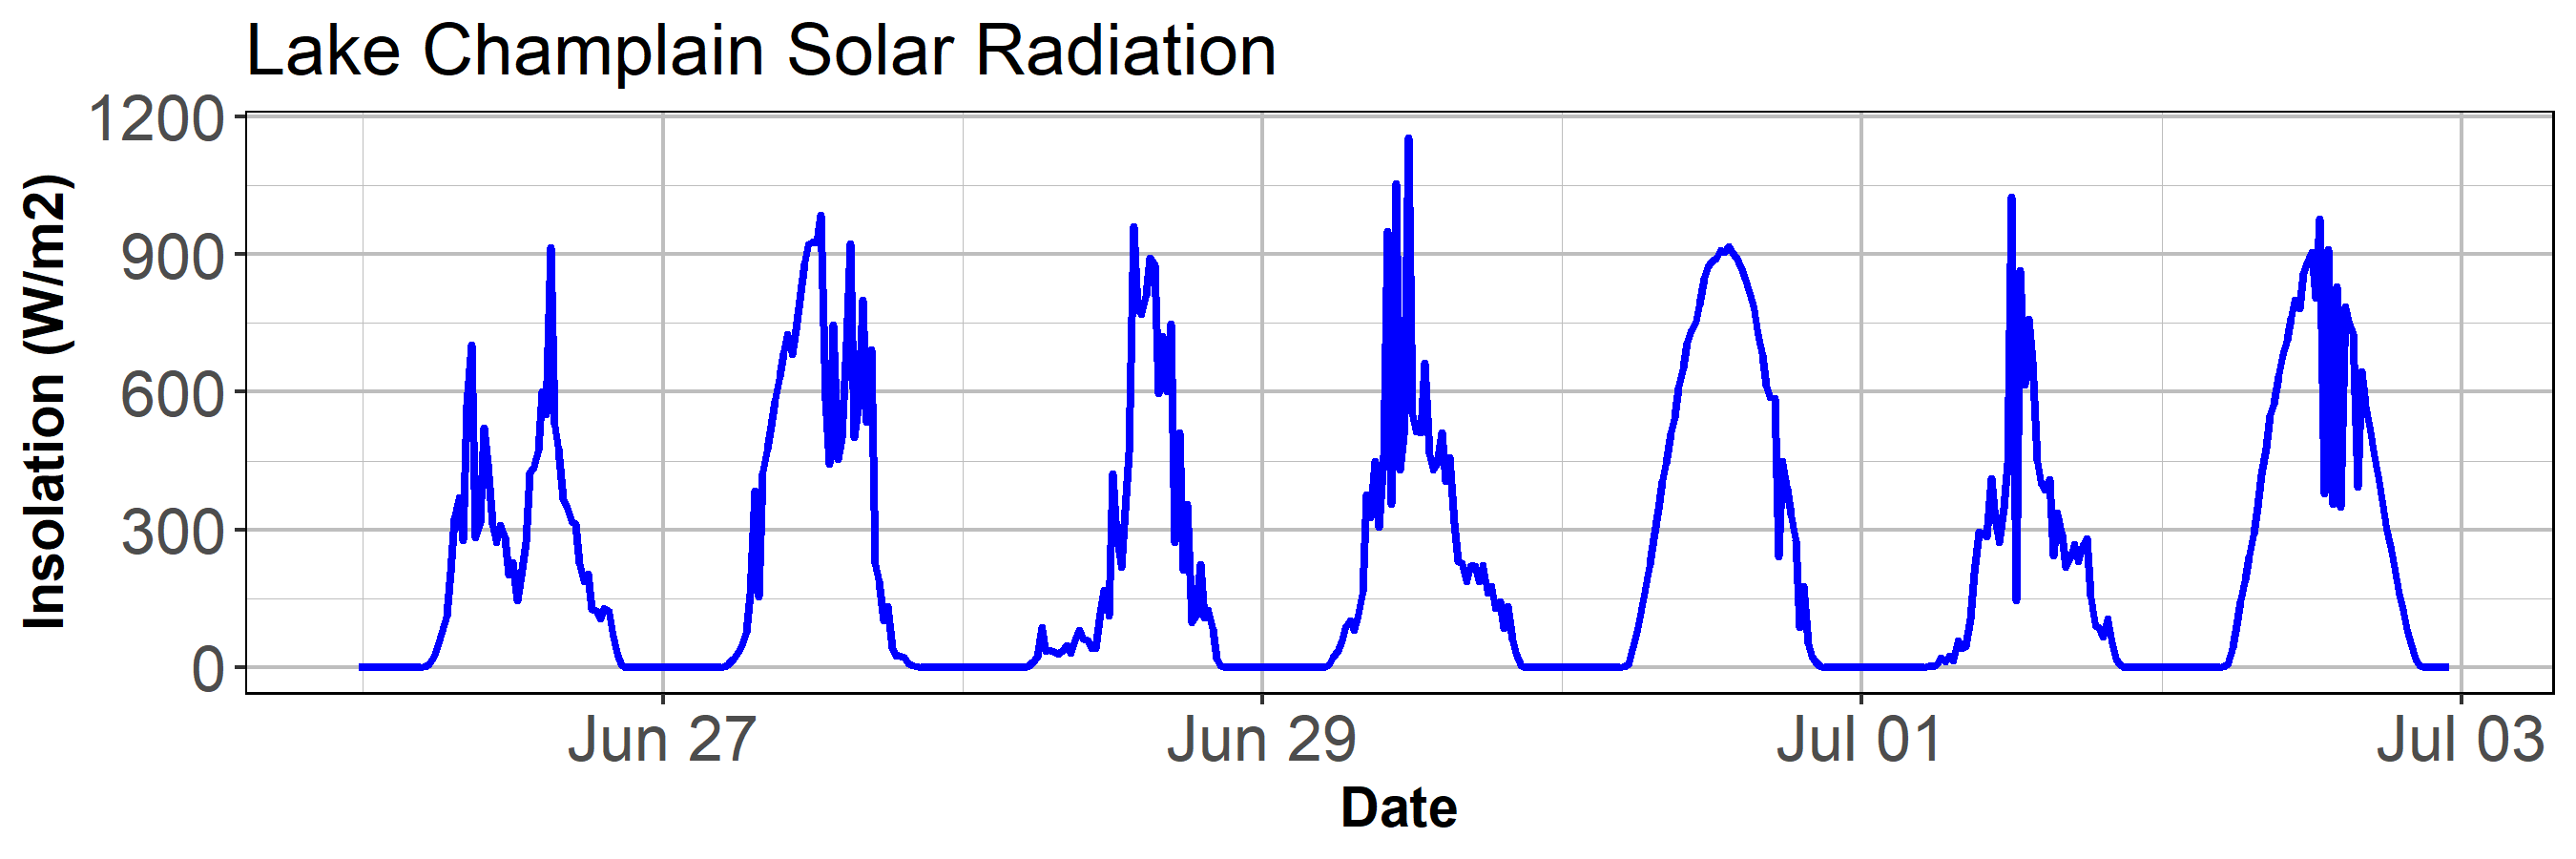 Lake Champlain Solar Radiation
1200
900
600
300
0
Insolation (W/m2)
Jun 27 Jun 29 Jul 01 Jul 03
Date